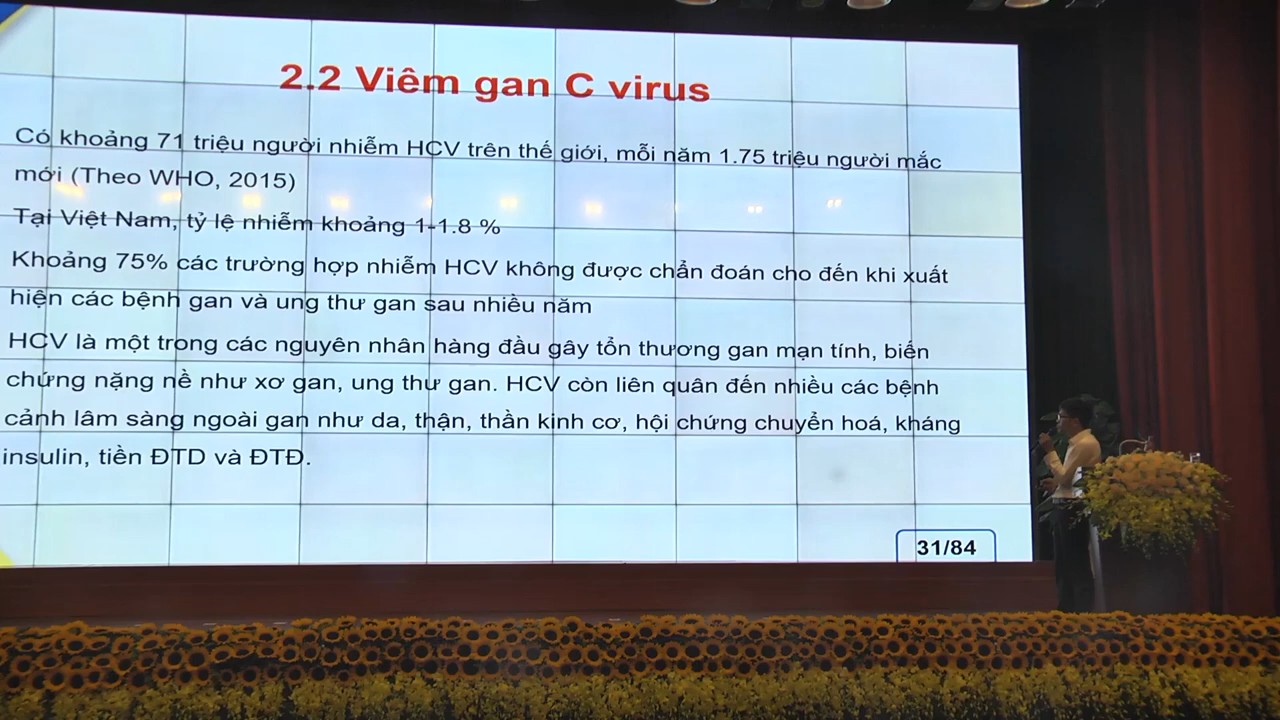 2.2 Viêm gan C virus
Có khoảng 71 triệu người nhiễm HCV trên thế giới, mỗi năm 1.75 triệu người mắc
mới (Theo WHO, 2015)
Tại Việt Nam, tỷ lệ nhiễm khoảng 1-1.8 %
Khoảng 75% các trường hợp nhiễm HCV không được chẩn đoán cho đến khi xuất
hiện các bệnh gan và ung thư gan sau nhiều năm
HCV là một trong các nguyên nhân hàng đầu gây tổn thương gan mạn tính, biến
chứng nặng nề như xơ gan, ung thư gan. HCV còn liên quân đến nhiều các bệnh
cảnh lâm sàng ngoài gan như da, thận, thần kinh cơ, hội chứng chuyển hoá, kháng
insulin, tiền ĐTD và ĐTĐ.
31/84